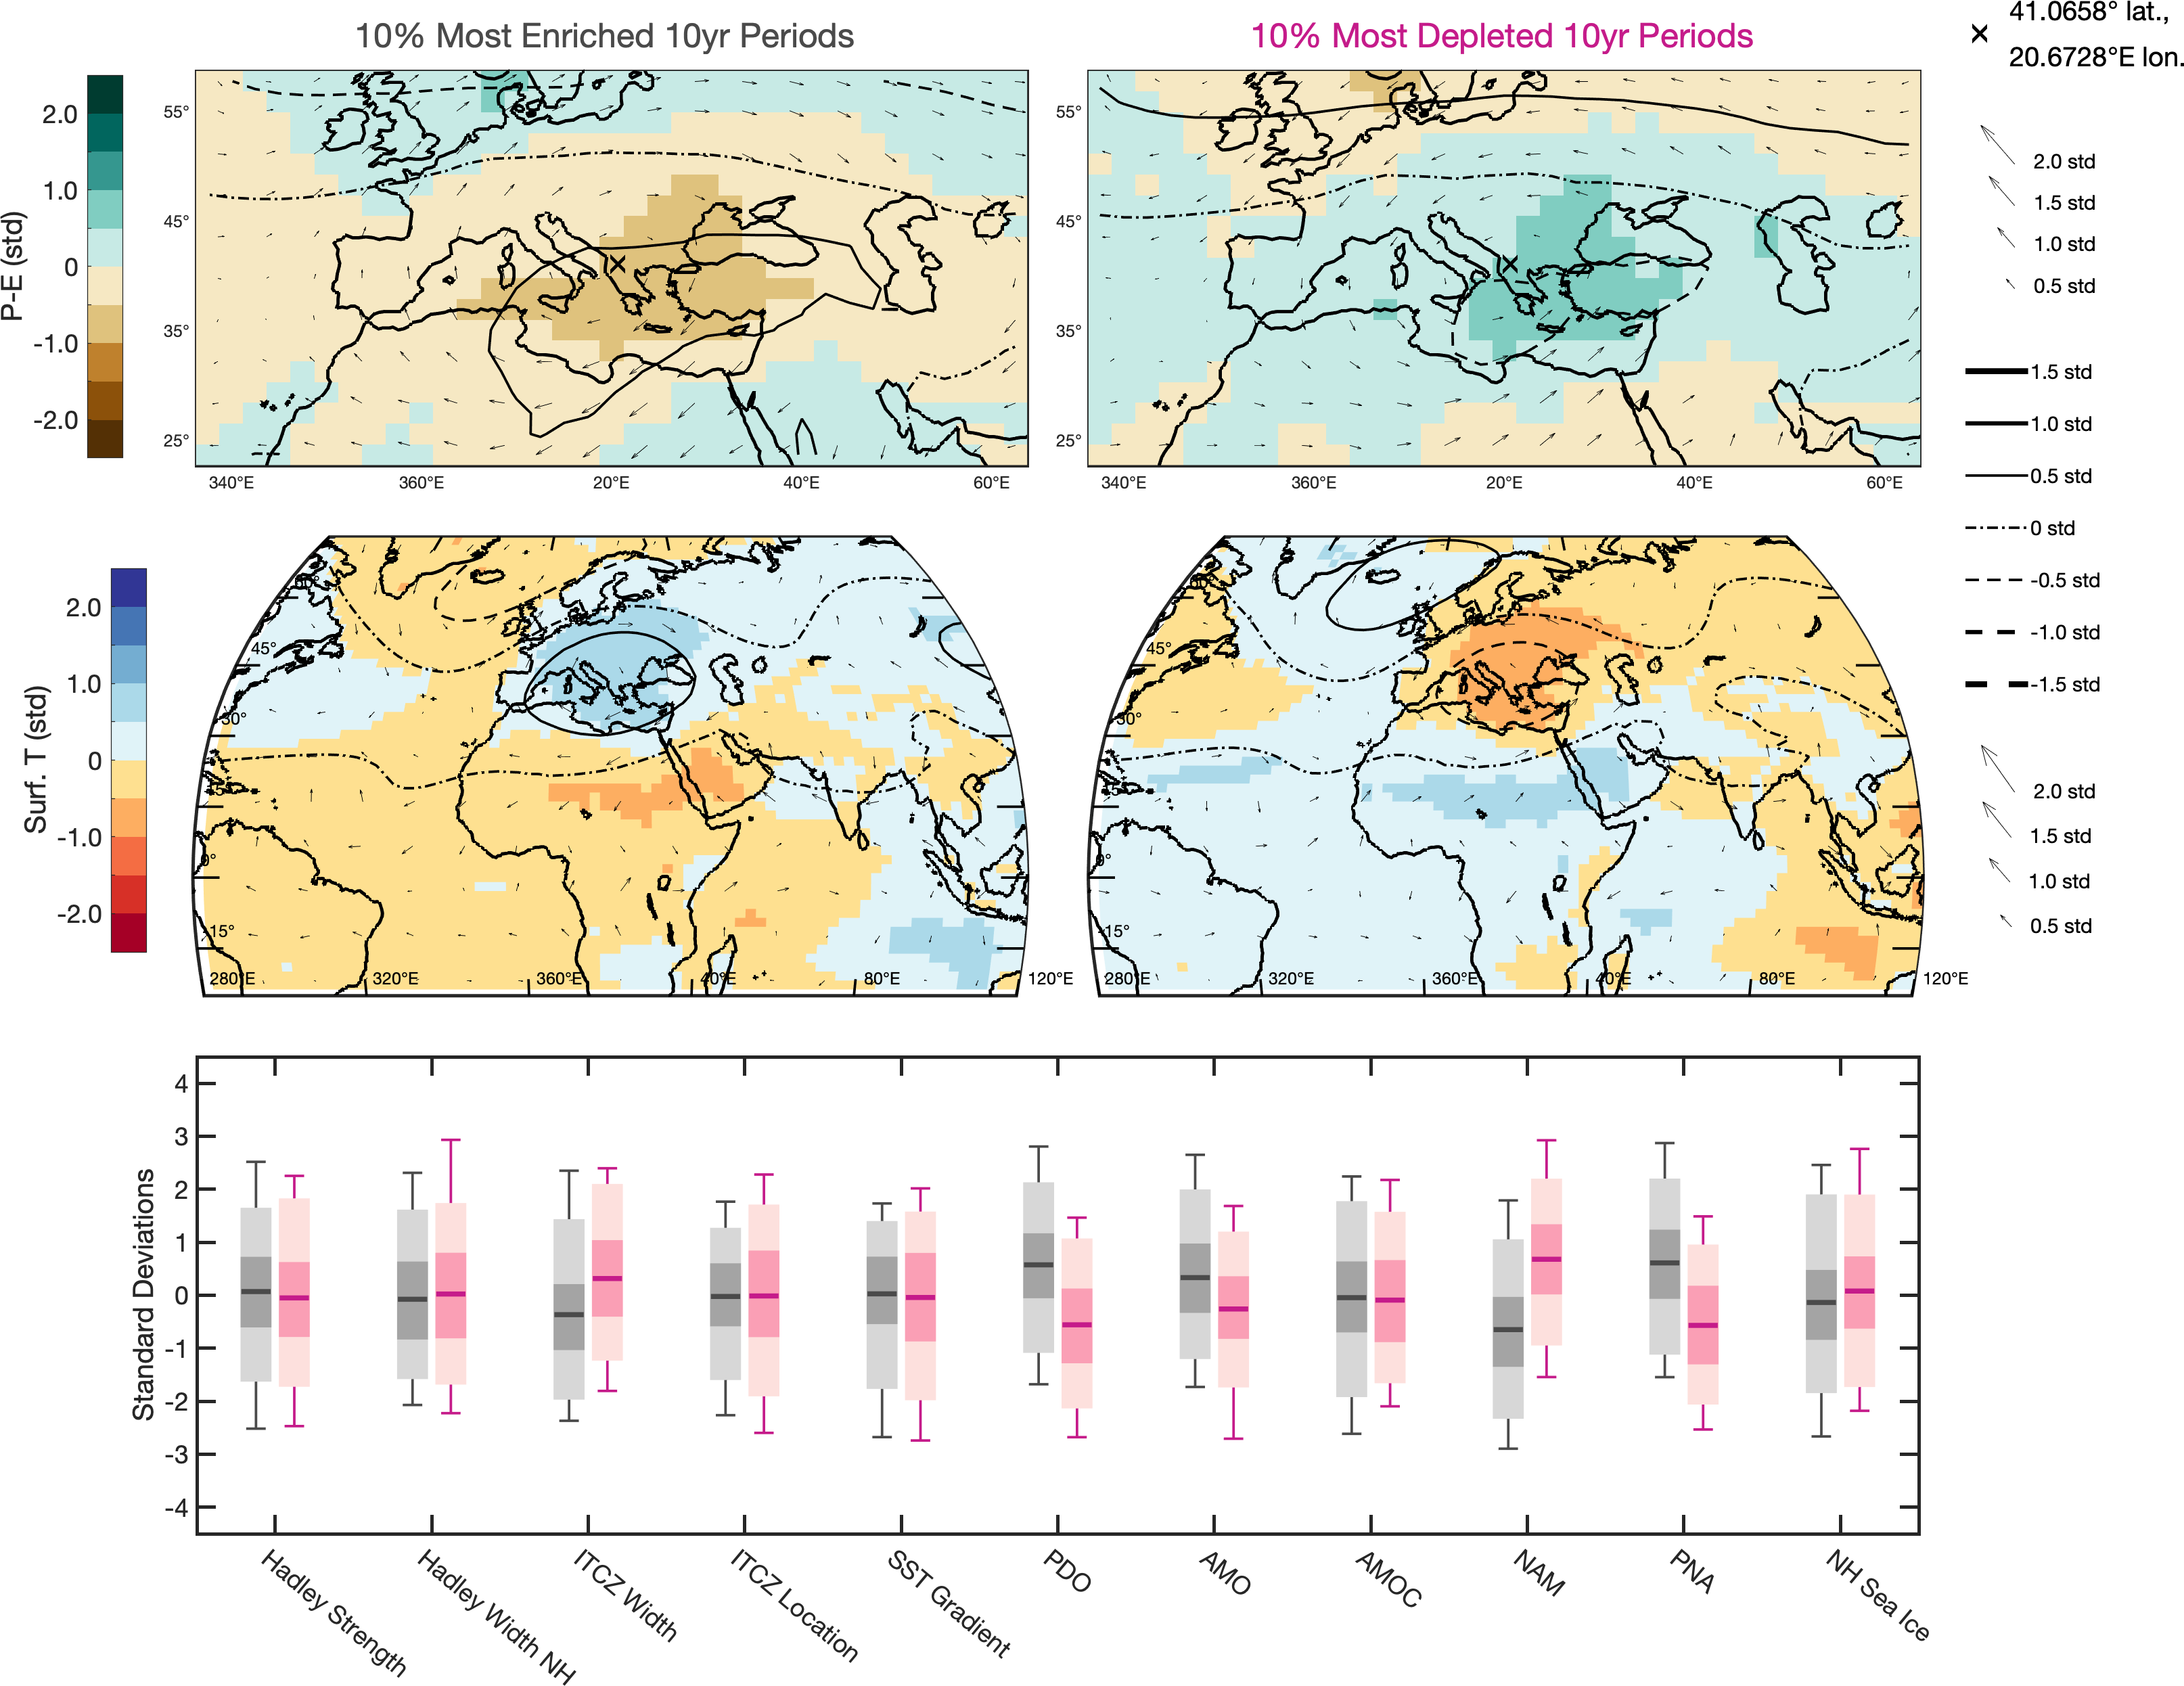 10% Most Enriched 10yr Periods
10% Most Depleted 10yr Periods
41.0658° lat.,
20.6728°E lon.
P-E (std)
2.0
1.0
0
-1.0
-2.0
55°
45°
35°
25°
340°E
360°E
20°E
40°E
60°E
55°
45°
35°
25°
340°E
360°E
20°E
40°E
60°E
2.0 std
1.5 std
1.0 std
0.5 std
1.5 std
1.0 std
0.5 std
0 std
-0.5 std
-1.0 std
-1.5 std
2.0 std
1.5 std
1.0 std
0.5 std
Surf. T (std)
2.0
1.0
0
-1.0
-2.0
60°
45°
30°
15°
0°
-15°
280°E
320°E
360°E
40°E
80°E
120°E
60°
45°
30°
15°
0°
-15°
280°E
320°E
360°E
40°E
80°E
120°E
Standard Deviations
4
3
2
1
0
-1
-2
-3
-4
Hadley Strength
Hadley Width NH
ITCZ Width
ITCZ Location
SST Gradient
PDO
AMO
AMOC
NAM
PNA
NH Sea Ice